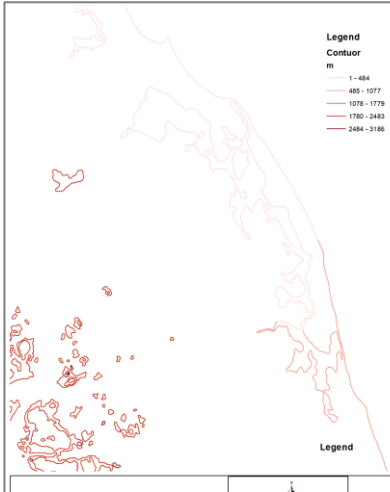 Legend
Contuor
m
1 - 484
485 - 1077
1078 - 1779
1780 - 2483
2484 - 3186
Legend